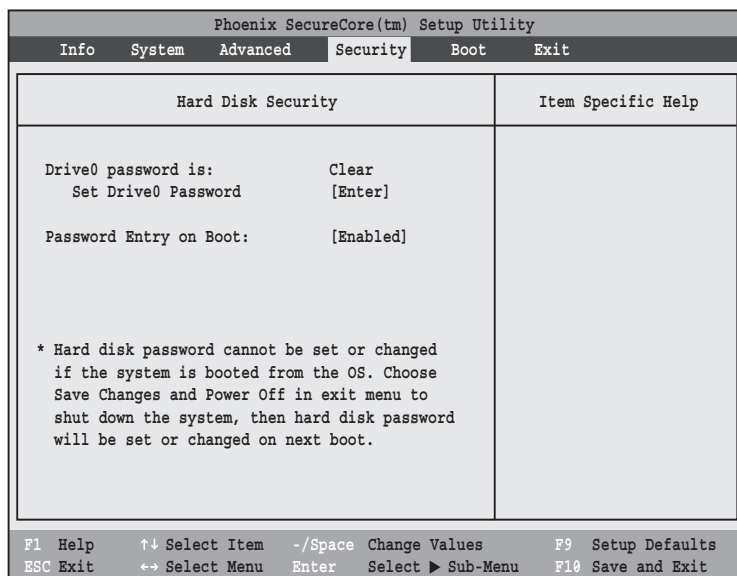 Phoenix SecureCore(tm) Setup Utility
Info System Advanced Security Boot Exit
Hard Disk Security
Item Specific Help
Drive0 password is: Clear
Set Drive0 Password [Enter]
Password Entry on Boot: [Enabled]
* Hard disk password cannot be set or changed
if the system is booted from the OS. Choose
Save Changes and Power Off in exit menu to
shut down the system, then hard disk password
will be set or changed on next boot.
F1 Help ↑↓ Select Item -/Space Change Values F9 Setup Defaults
ESC Exit ←→ Select Menu Enter Select ▶ Sub-Menu F10 Save and Exit